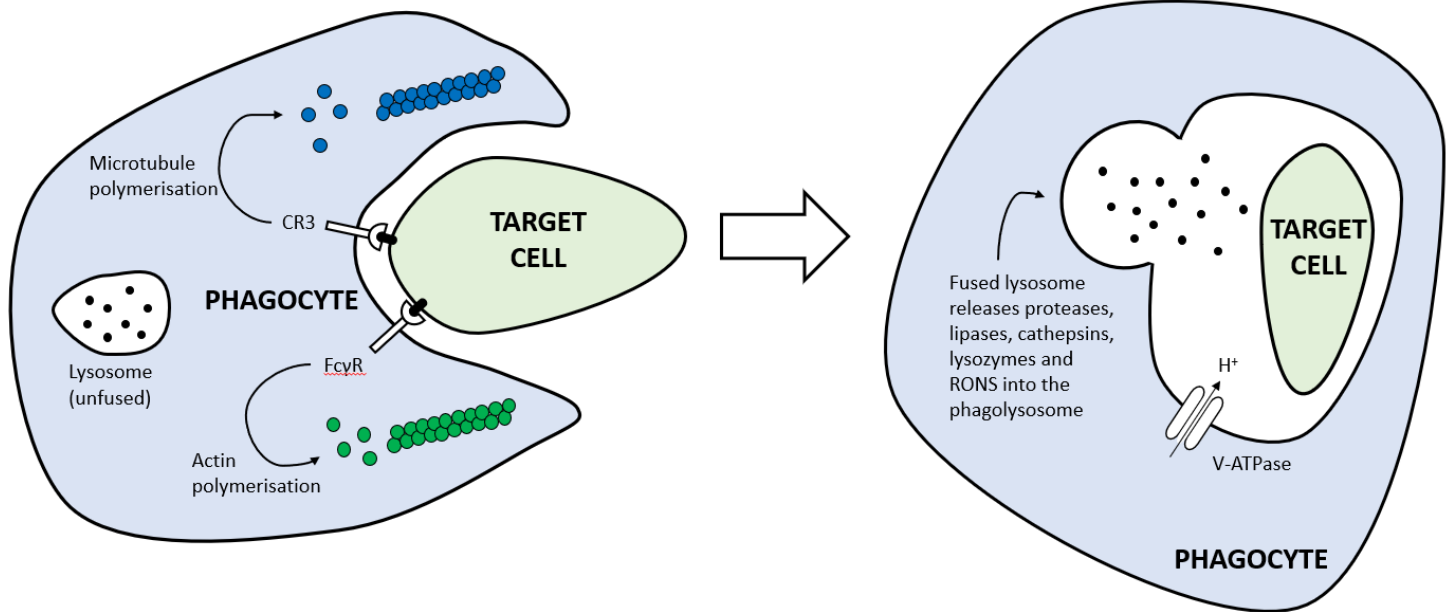 Microtubule
polymerisation
CR3
TARGET
CELL
PHAGOCYTE
Lysosome
(unfused)
FcγR
Actin
polymerisation
TARGET
CELL
Fused lysosome
releases proteases,
lipases, cathepsins,
lysozymes and
RONS into the
phagolysosome
H⁺
V-ATPase
PHAGOCYTE